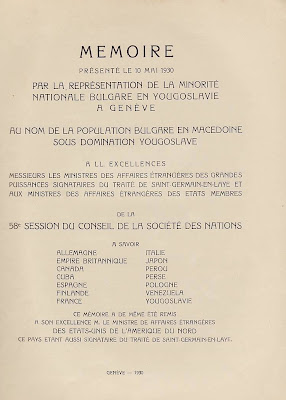 MEMOIRE
PRÉSENTÉ LE 10 MAI 1930
PAR LA REPRÉSENTATION DE LA MINORITÉ
NATIONALE BULGARE EN YOUGOSLAVIE
A GENÈVE
AU NOM DE LA POPULATION BULGARE EN MACEDOINE
SOUS DOMINATION YOUGOSLAVE
A LL. EXCELLENCES
MESSIEURS LES MINISTRES DES AFFAIRES ÉTRANGÈRES DES GRANDES
PUISSANCES SIGNATAIRES DU TRAITÉ DE SAINT-GERMAIN-EN-LAYE ET
AUX MINISTRES DES AFFAIRES ÉTRANGÈRES DES ETATS MEMBRES
DE LA
58e SESSION DU CONSEIL DE LA SOCIÉTÉ DES NATIONS
A SAVOIR
ALLEMAGNE ITALIE
EMPIRE BRITANNIQUE JAPON
CANADA PEROU
CUBA PERSE
ESPAGNE POLOGNE
FINLANDE VENEZUELA
FRANCE YOUGOSLAVIE
CE MÉMOIRE A DE MÊME ÉTÉ REMIS
A SON EXCELLENCE M. LE MINISTRE DE AFFAIRES ÉTRANGÈRES
DES ETATS-UNIS DE L'AMERIQUE DU NORD
CE PAYS ÉTANT AUSSI SIGNATAIRE DU TRAITÉ DE SAINT-GERMAIN-EN-LAYE.
GENÈVE — 1930